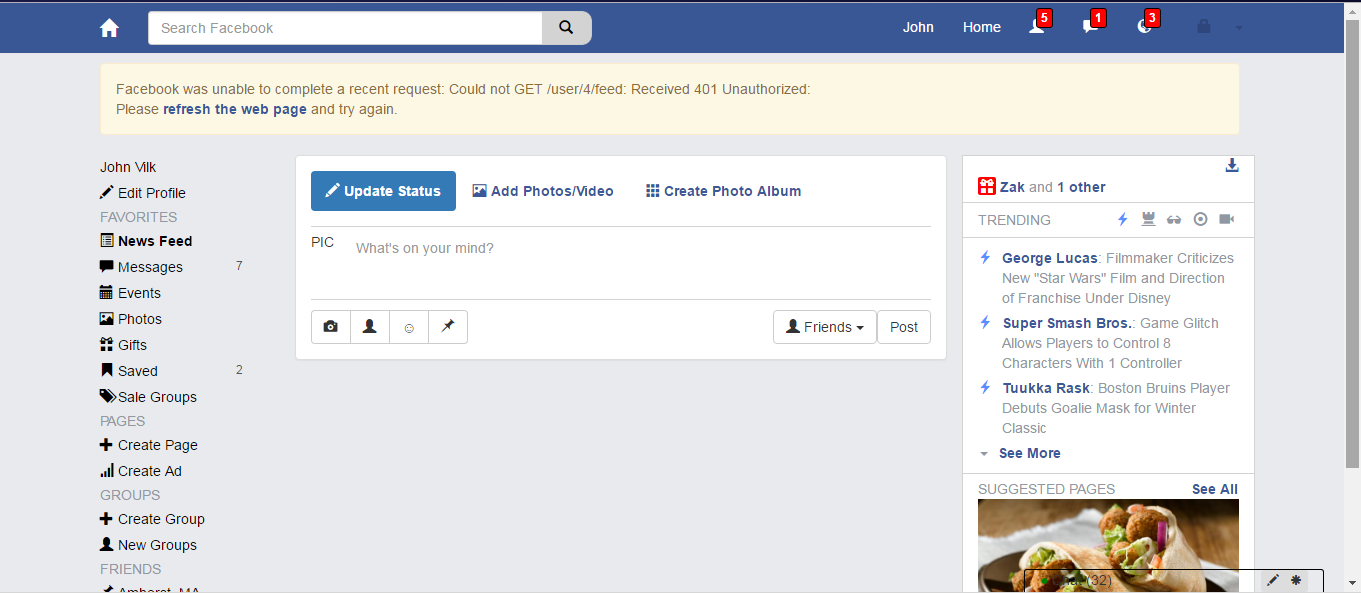 Search Facebook
John
Home
5
1
3
Facebook was unable to complete a recent request: Could not GET /user/4/feed: Received 401 Unauthorized:
Please refresh the web page and try again.
John Vilk
Edit Profile
FAVORITES
News Feed
Messages 7
Events
Photos
Gifts
Saved 2
Sale Groups
PAGES
Create Page
Create Ad
GROUPS
Create Group
New Groups
FRIENDS
Amherst, MA
Update Status
Add Photos/Video
Create Photo Album
PIC
What's on your mind?
Friends
Post
Zak and 1 other
TRENDING
George Lucas: Filmmaker Criticizes
New "Star Wars" Film and Direction
of Franchise Under Disney
Super Smash Bros.: Game Glitch
Allows Players to Control 8
Characters With 1 Controller
Tuukka Rask: Boston Bruins Player
Debuts Goalie Mask for Winter
Classic
See More
SUGGESTED PAGES
See All
Chat (32)